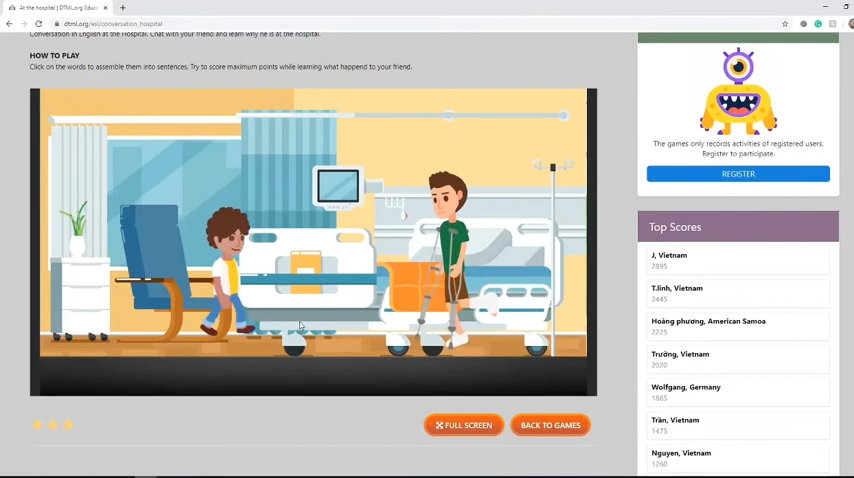 At the hospital | DTML.org Educa
dtml.org/esl/conversation_hospital
Conversation in English at the Hospital. Chat with your friend and learn why he is at the hospital.
HOW TO PLAY
Click on the words to assemble them into sentences. Try to score maximum points while learning what happend to your friend.
FULL SCREEN
BACK TO GAMES
The games only records activities of registered users.
Register to participate.
REGISTER
Top Scores
J, Vietnam
2895
T.linh, Vietnam
2445
Hoàng phương, American Samoa
2225
Trưởng, Vietnam
2020
Wolfgang, Germany
1885
Trần, Vietnam
1475
Nguyen, Vietnam
1260